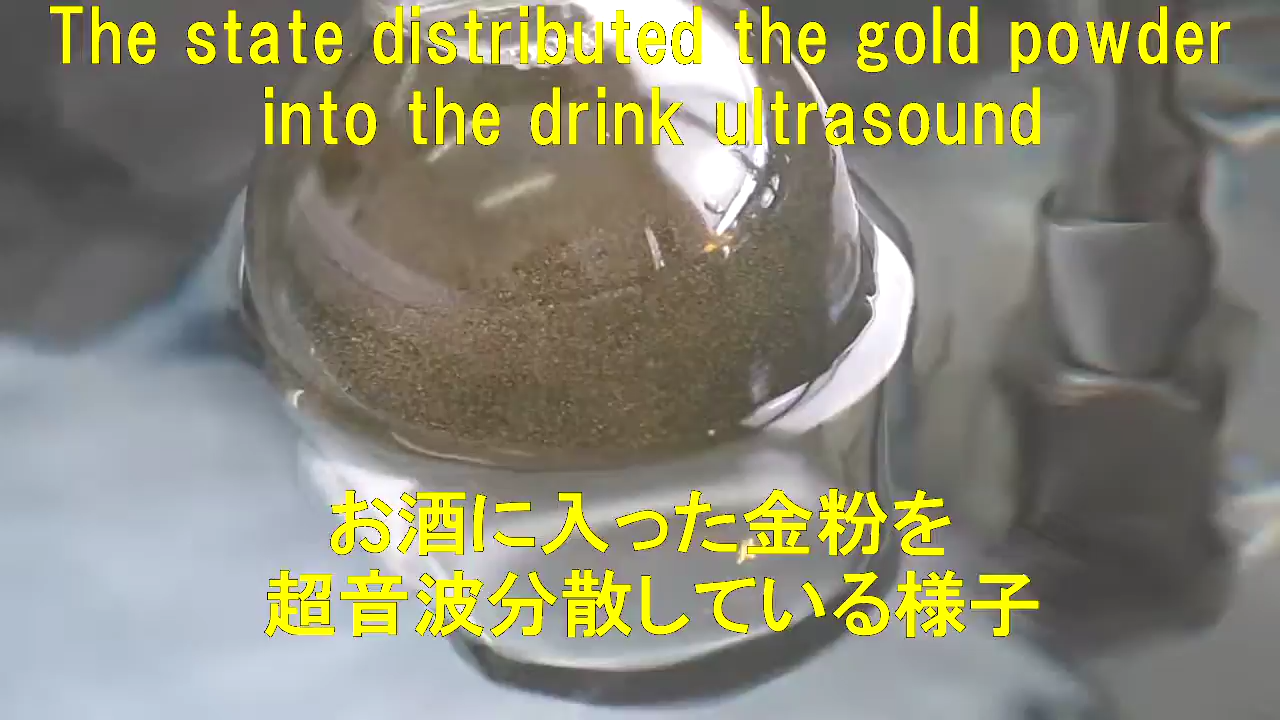 The state distributed the gold powder
into the drink ultrasound
お酒に入った金粉を
超音波分散している様子